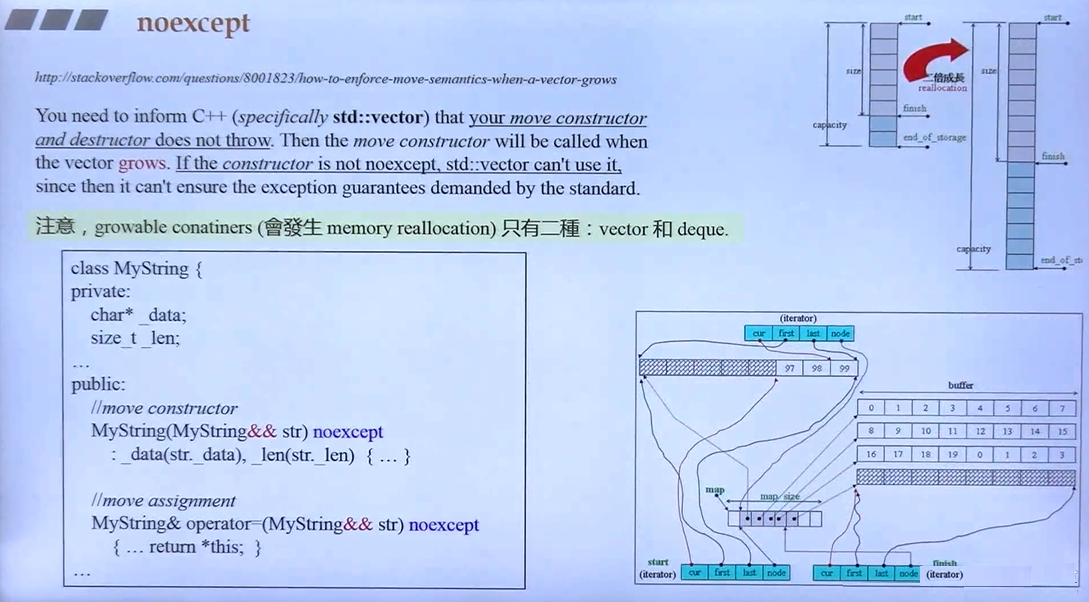 noexcept
http://stackoverflow.com/questions/8001823/how-to-enforce-move-semantics-when-a-vector-grows
You need to inform C++ (specifically std::vector) that your move constructor
and destructor does not throw. Then the move constructor will be called when
the vector grows. If the constructor is not noexcept, std::vector can't use it,
since then it can't ensure the exception guarantees demanded by the standard.
注意，growable conatiners (會發生 memory reallocation) 只有二種：vector 和 deque.
class MyString {
private:
char* _data;
size_t _len;
…
public:
//move constructor
MyString(MyString&& str) noexcept
: _data(str._data), _len(str._len) { … }
//move assignment
MyString& operator=(MyString&& str) noexcept
{ … return *this; }
…
start
size
finish
capacity
end_of_storage
二倍成長
reallocation
start
size
finish
capacity
(iterator)
cur first last node
97 98 99
buffer
0 1 2 3 4 5 6 7
8 9 10 11 12 13 14 15
16 17 18 19 0 1 2 3
map
map_size
start
(iterator)
cur first last node
cur first last node
finish
(iterator)